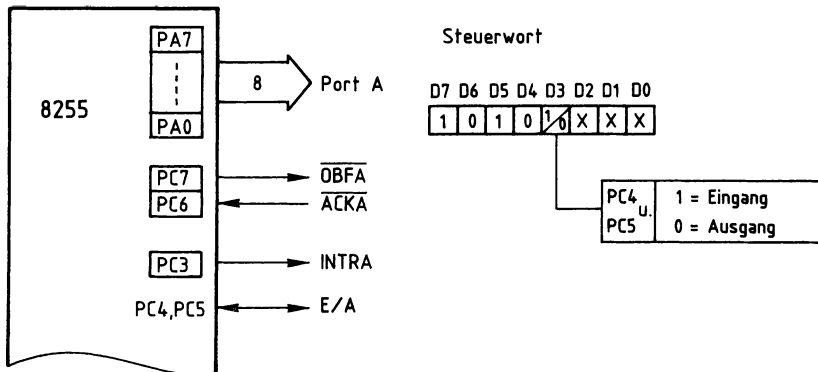 8255
PA7
PA0
8
Port A
PC7
OBFA
PC6
ACKA
PC3
INTRA
PC4,PC5
E/A
Steuerwort
D7 D6 D5 D4 D3 D2 D1 D0
1 0 1 0 1/0 X X X
PC4 u. PC5
1 = Eingang
0 = Ausgang